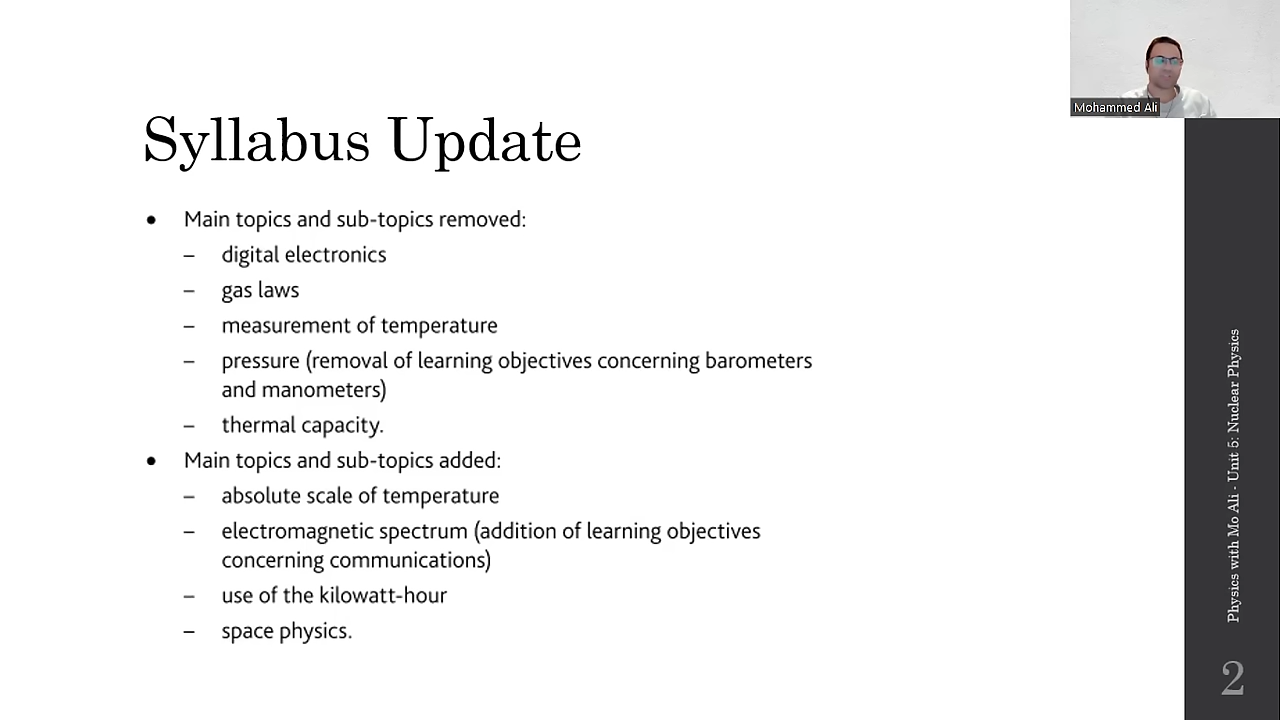 Mohammed Ali
Syllabus Update
• Main topics and sub-topics removed:
– digital electronics
– gas laws
– measurement of temperature
– pressure (removal of learning objectives concerning barometers
and manometers)
– thermal capacity.
• Main topics and sub-topics added:
– absolute scale of temperature
– electromagnetic spectrum (addition of learning objectives
concerning communications)
– use of the kilowatt-hour
– space physics.
Physics with Mo Ali - Unit 5: Nuclear Physics
2